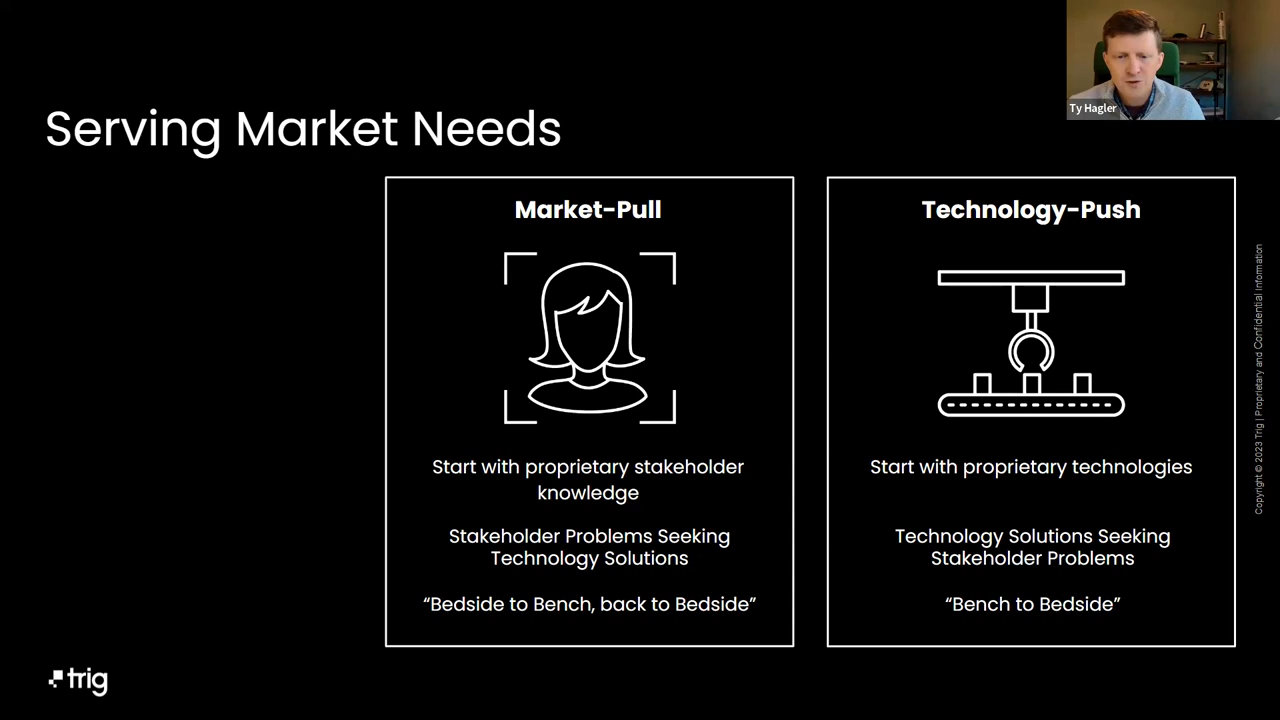 Ty Hagler
Serving Market Needs
Market-Pull
Start with proprietary stakeholder
knowledge
Stakeholder Problems Seeking
Technology Solutions
“Bedside to Bench, back to Bedside”
Technology-Push
Start with proprietary technologies
Technology Solutions Seeking
Stakeholder Problems
“Bench to Bedside”
Copyright © 2023 Trig | Proprietary and Confidential Information
trig